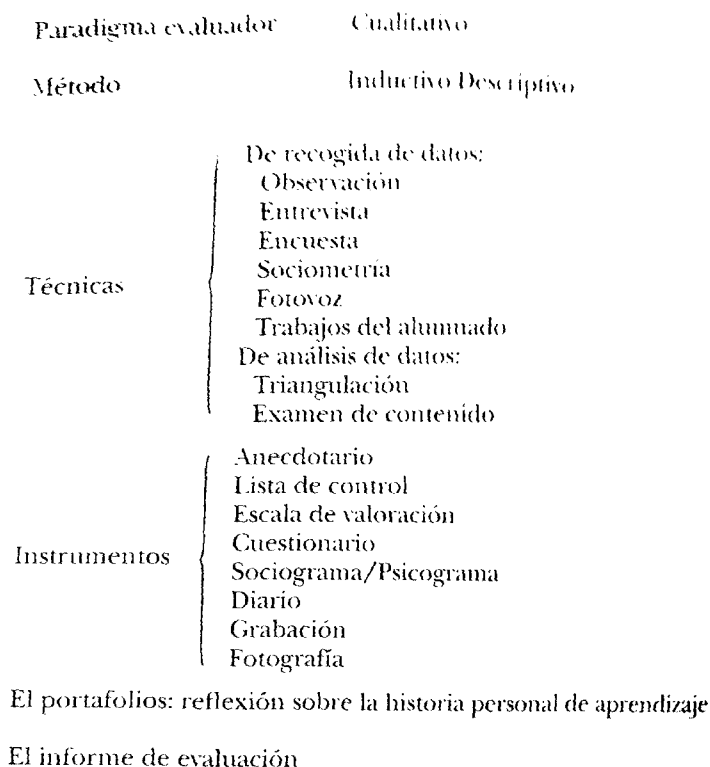 Paradigma evaluador Cualitativo
Método Inductivo Descriptivo
Técnicas
De recogida de datos:
Observación
Entrevista
Encuesta
Sociometría
Fotovoz
Trabajos del alumnado
De análisis de datos:
Triangulación
Examen de contenido
Instrumentos
Anecdotario
Lista de control
Escala de valoración
Cuestionario
Sociograma/Psicograma
Diario
Grabación
Fotografía
El portafolios: reflexión sobre la historia personal de aprendizaje
El informe de evaluación